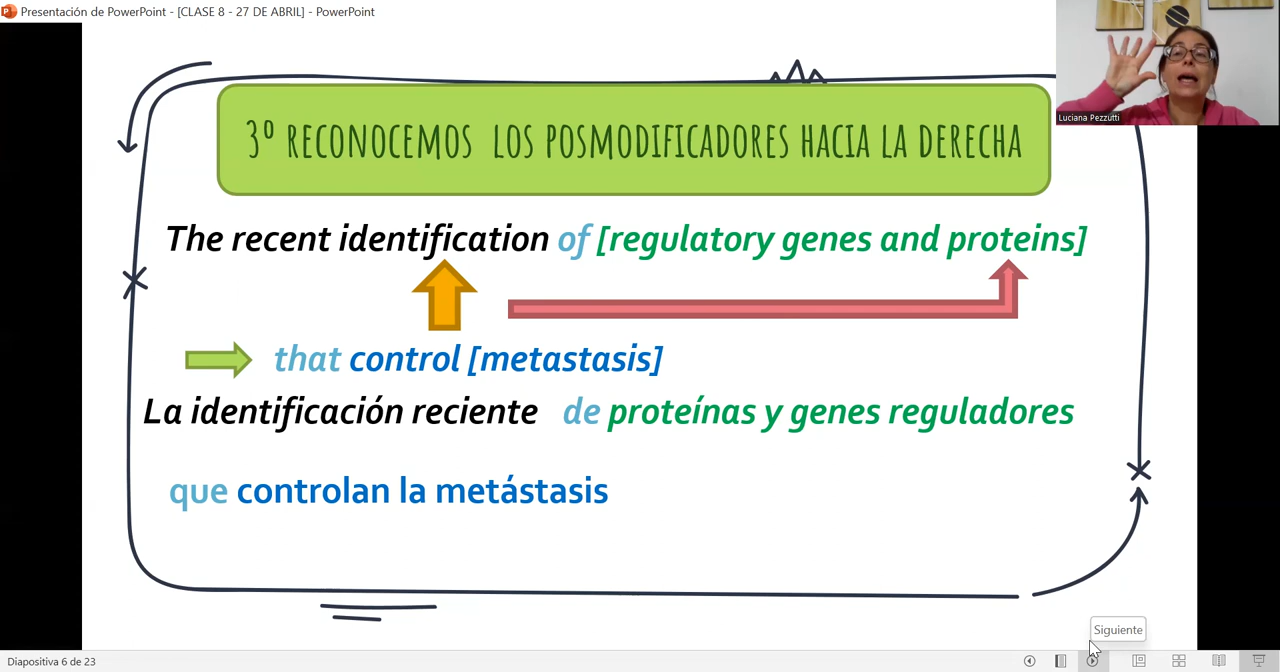 Presentación de PowerPoint - [CLASE 8 - 27 DE ABRIL] - PowerPoint
Luciana Pezzutti
3º RECONOCEMOS LOS POSMODIFICADORES HACIA LA DERECHA
The recent identification of [regulatory genes and proteins]
that control [metastasis]
La identificación reciente de proteínas y genes reguladores
que controlan la metástasis
Siguiente
Diapositiva 6 de 23